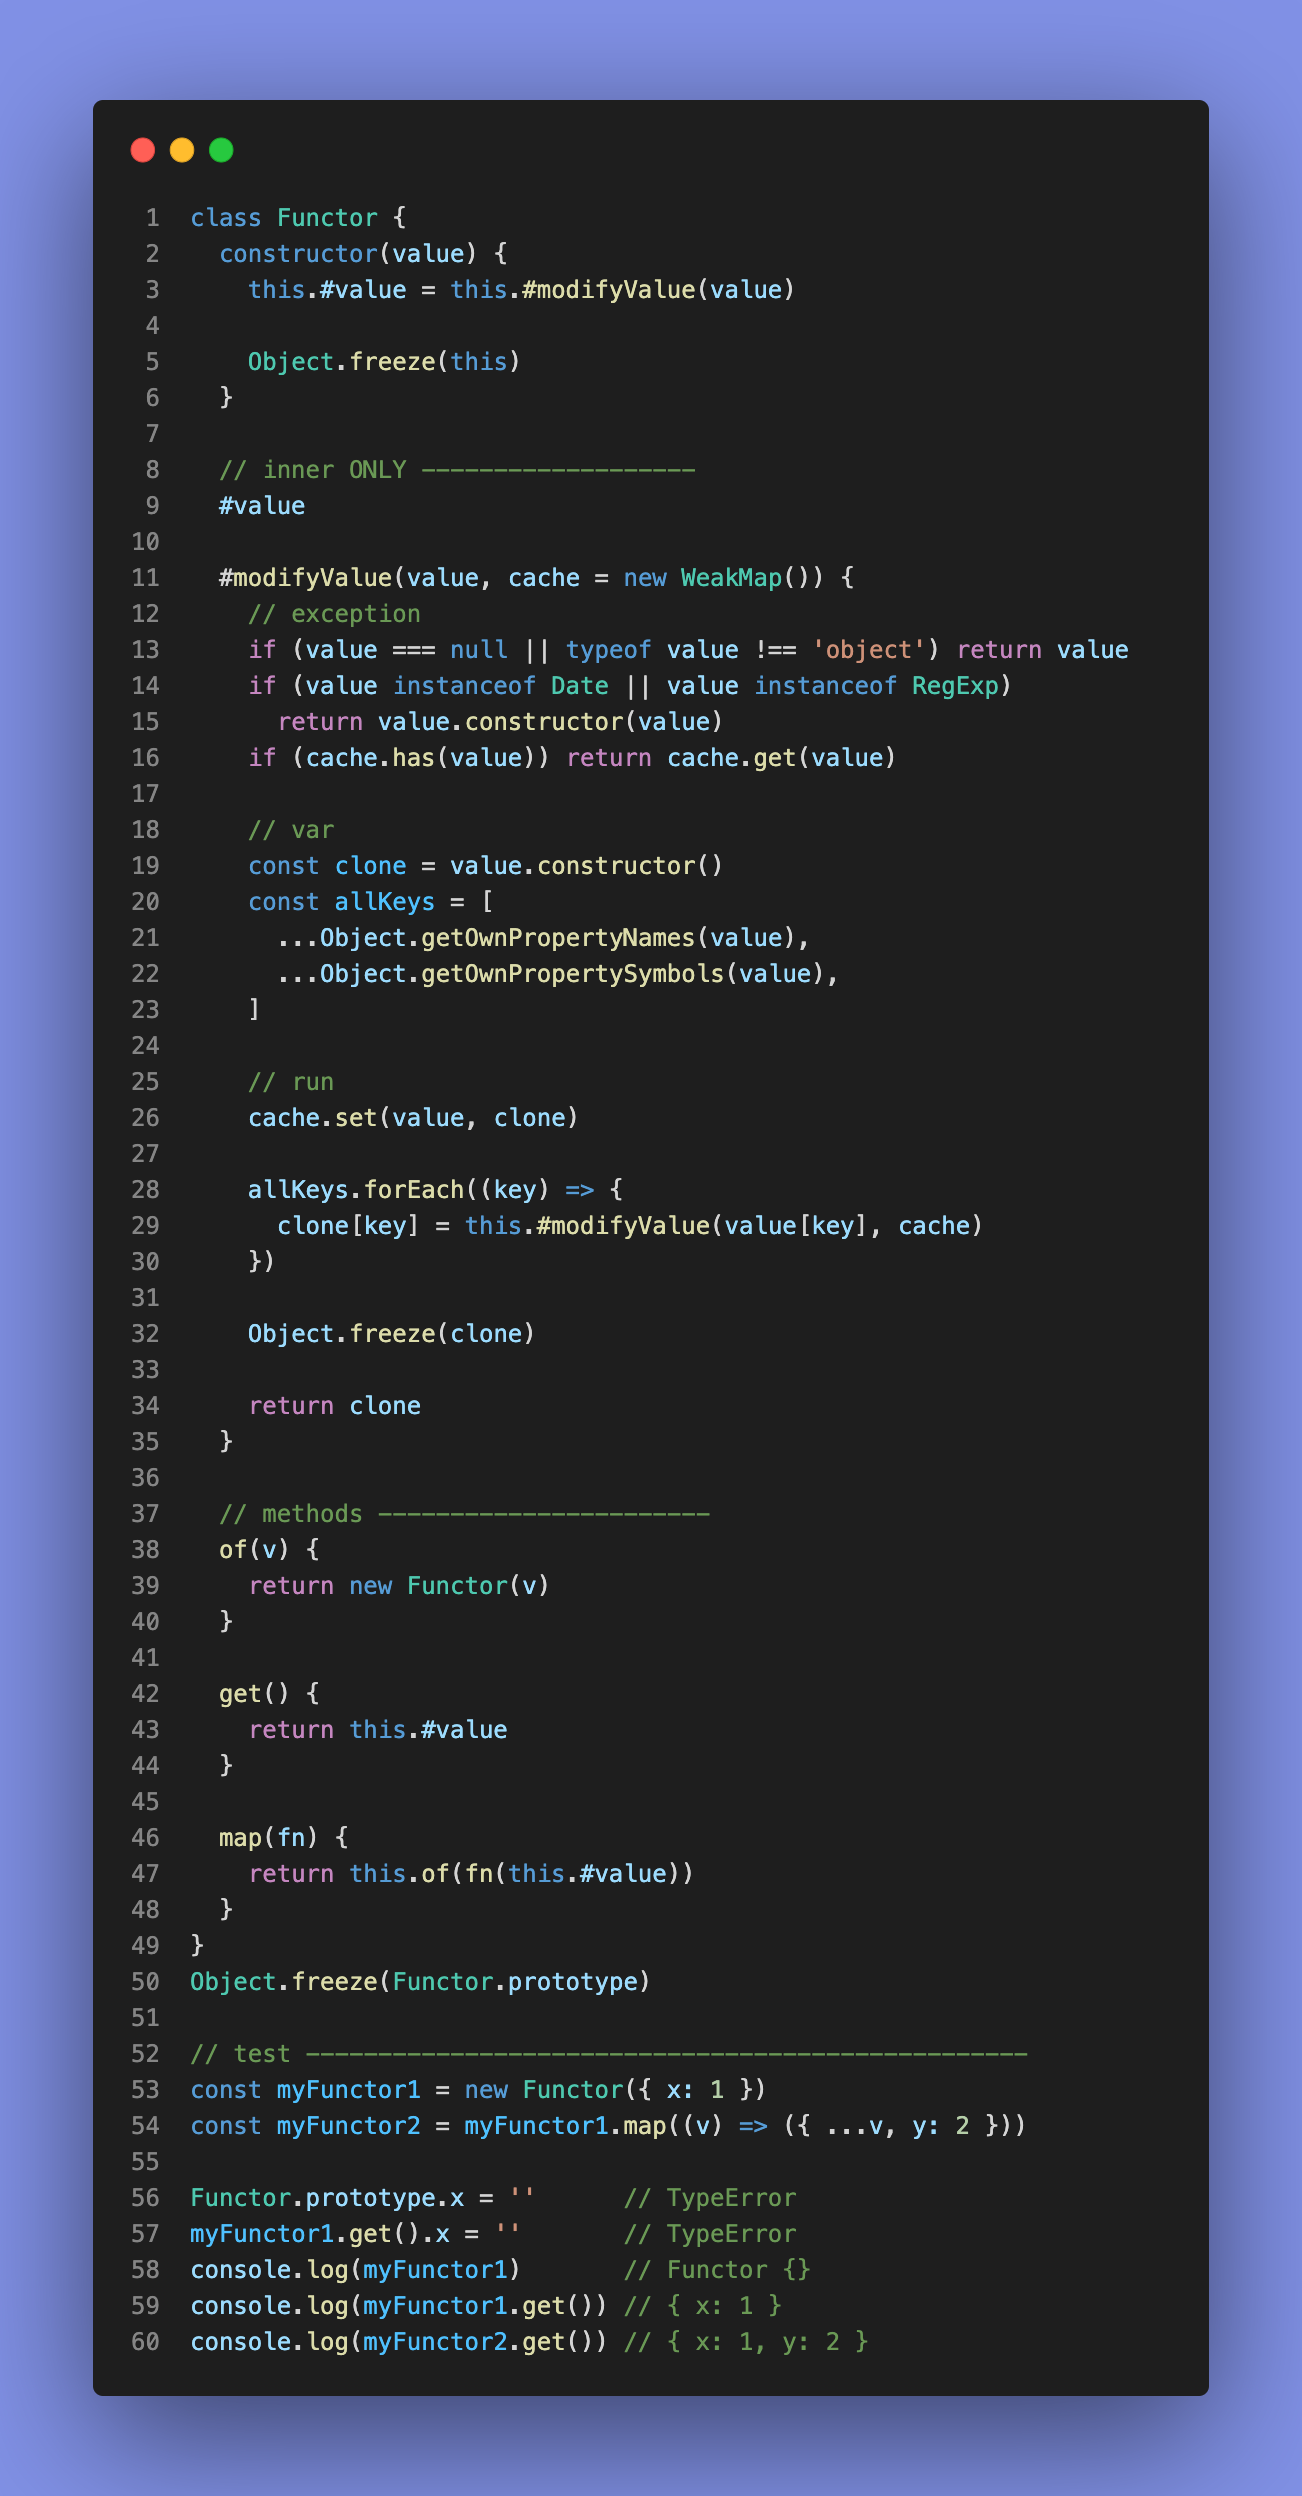 1 class Functor {
2   constructor(value) {
3     this.#value = this.#modifyValue(value)
4
5     Object.freeze(this)
6   }
7
8   // inner ONLY -------------------
9   #value
10
11   #modifyValue(value, cache = new WeakMap()) {
12     // exception
13     if (value === null || typeof value !== 'object') return value
14     if (value instanceof Date || value instanceof RegExp)
15       return value.constructor(value)
16     if (cache.has(value)) return cache.get(value)
17
18     // var
19     const clone = value.constructor()
20     const allKeys = [
21       ...Object.getOwnPropertyNames(value),
22       ...Object.getOwnPropertySymbols(value),
23     ]
24
25     // run
26     cache.set(value, clone)
27
28     allKeys.forEach((key) => {
29       clone[key] = this.#modifyValue(value[key], cache)
30     })
31
32     Object.freeze(clone)
33
34     return clone
35   }
36
37   // methods -----------------------
38   of(v) {
39     return new Functor(v)
40   }
41
42   get() {
43     return this.#value
44   }
45
46   map(fn) {
47     return this.of(fn(this.#value))
48   }
49 }
50 Object.freeze(Functor.prototype)
51
52 // test --------------------------------------------------
53 const myFunctor1 = new Functor({ x: 1 })
54 const myFunctor2 = myFunctor1.map((v) => ({ ...v, y: 2 }))
55
56 Functor.prototype.x = ''      // TypeError
57 myFunctor1.get().x = ''       // TypeError
58 console.log(myFunctor1)       // Functor {}
59 console.log(myFunctor1.get()) // { x: 1 }
60 console.log(myFunctor2.get()) // { x: 1, y: 2 }